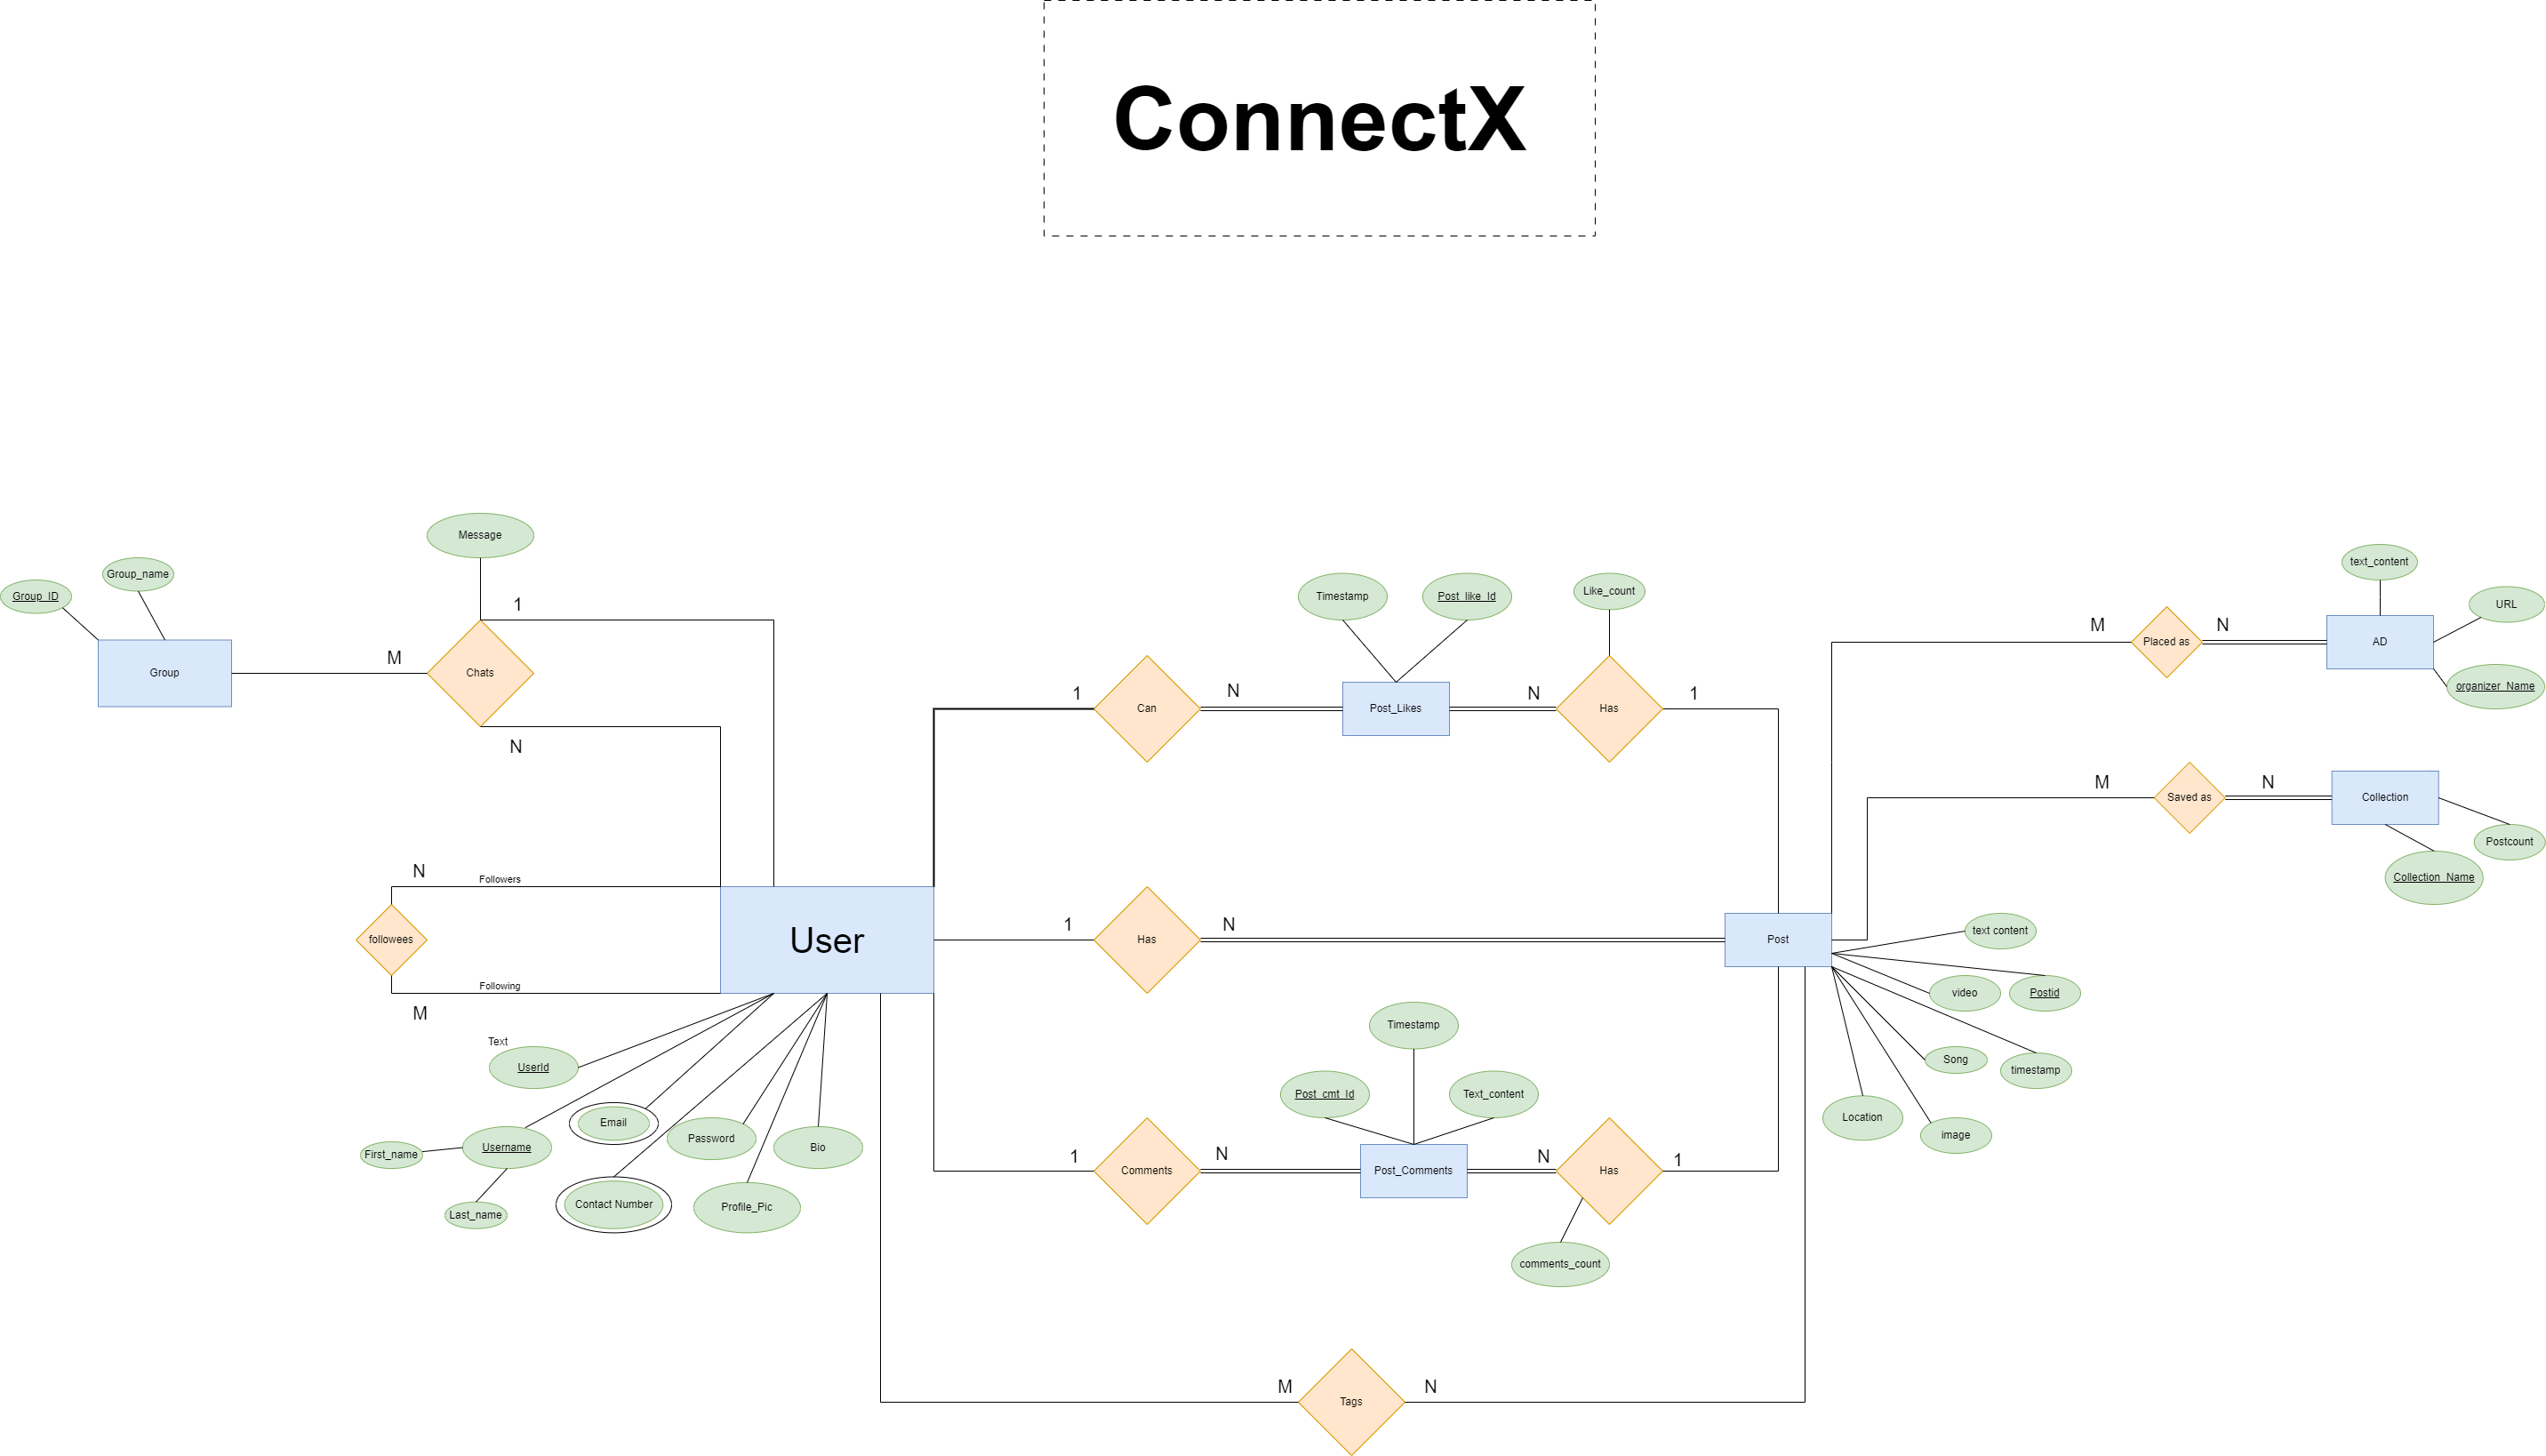 ConnectX
Message
Group_name
Group_ID
1
M
Group
Chats
N
Timestamp
Post_like_Id
Like_count
text_content
URL
M
N
Placed as
AD
organizer_Name
1
N
N
1
Can
Post_Likes
Has
M
N
Saved as
Collection
Postcount
Collection_Name
N
Followers
followees
User
1
N
Has
Post
text content
Following
M
video
Postid
Text
UserId
Timestamp
Song
timestamp
Post_cmt_Id
Text_content
Location
image
Email
Password
Username
Bio
First_name
1
N
N
1
Comments
Post_Comments
Has
Contact Number
Profile_Pic
Last_name
comments_count
M
N
Tags